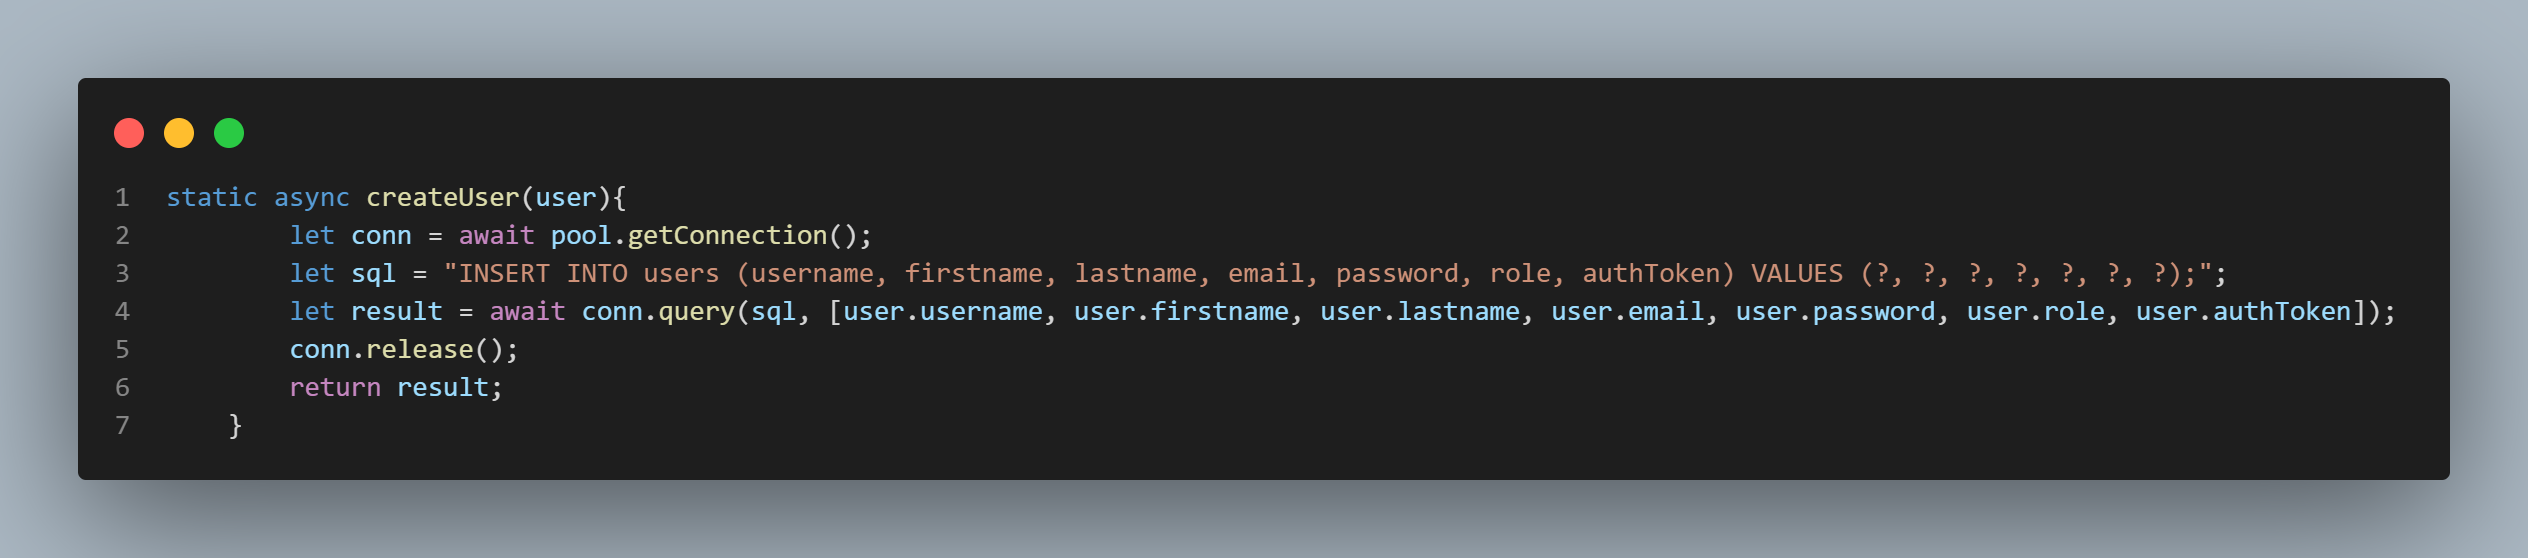 1 static async createUser(user){
2 let conn = await pool.getConnection();
3 let sql = "INSERT INTO users (username, firstname, lastname, email, password, role, authToken) VALUES (?, ?, ?, ?, ?, ?, ?);";
4 let result = await conn.query(sql, [user.username, user.firstname, user.lastname, user.email, user.password, user.role, user.authToken]);
5 conn.release();
6 return result;
7 }